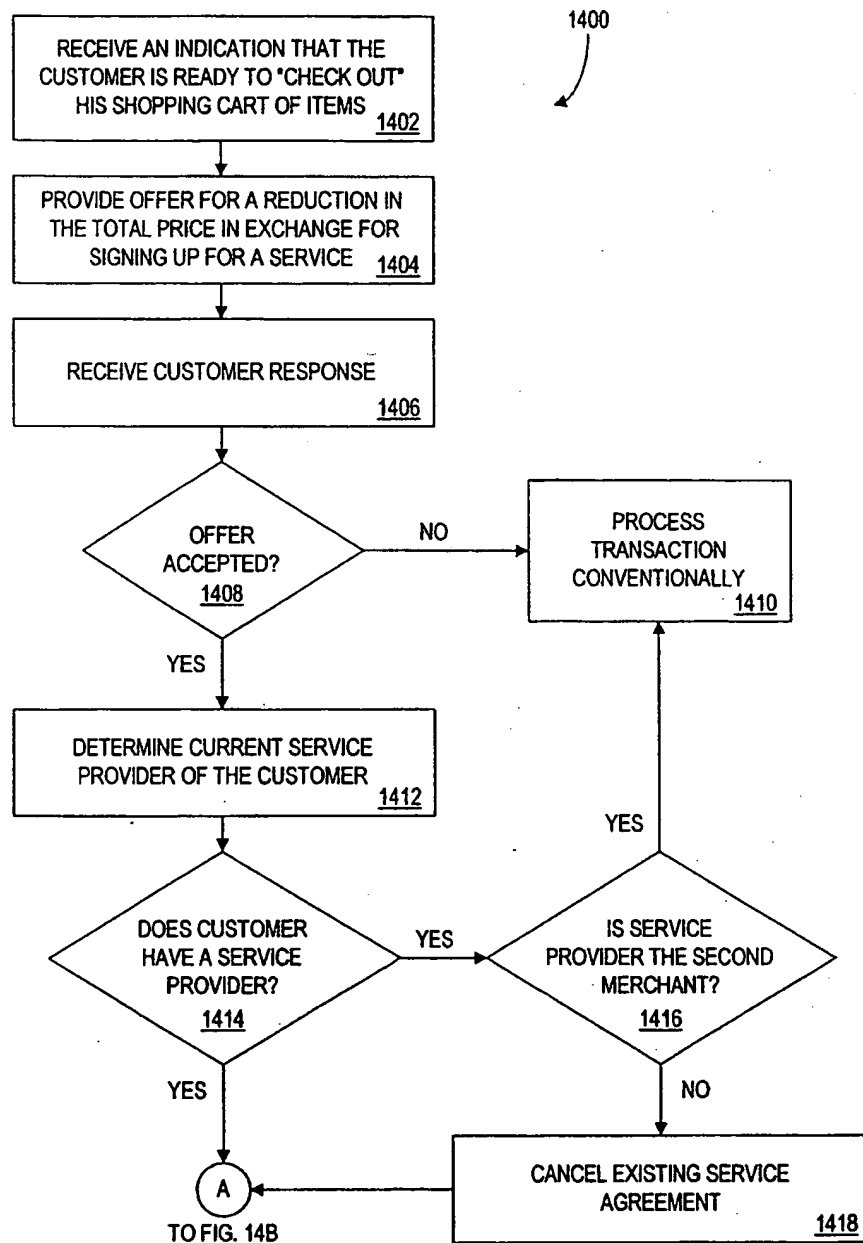 1400
RECEIVE AN INDICATION THAT THE
CUSTOMER IS READY TO "CHECK OUT"
HIS SHOPPING CART OF ITEMS
1402
PROVIDE OFFER FOR A REDUCTION IN
THE TOTAL PRICE IN EXCHANGE FOR
SIGNING UP FOR A SERVICE
1404
RECEIVE CUSTOMER RESPONSE
1406
OFFER
ACCEPTED?
1408
NO
PROCESS
TRANSACTION
CONVENTIONALLY
1410
YES
DETERMINE CURRENT SERVICE
PROVIDER OF THE CUSTOMER
1412
YES
DOES CUSTOMER
HAVE A SERVICE
PROVIDER?
1414
YES
IS SERVICE
PROVIDER THE SECOND
MERCHANT?
1416
YES
NO
CANCEL EXISTING SERVICE
AGREEMENT
1418
A
TO FIG. 14B